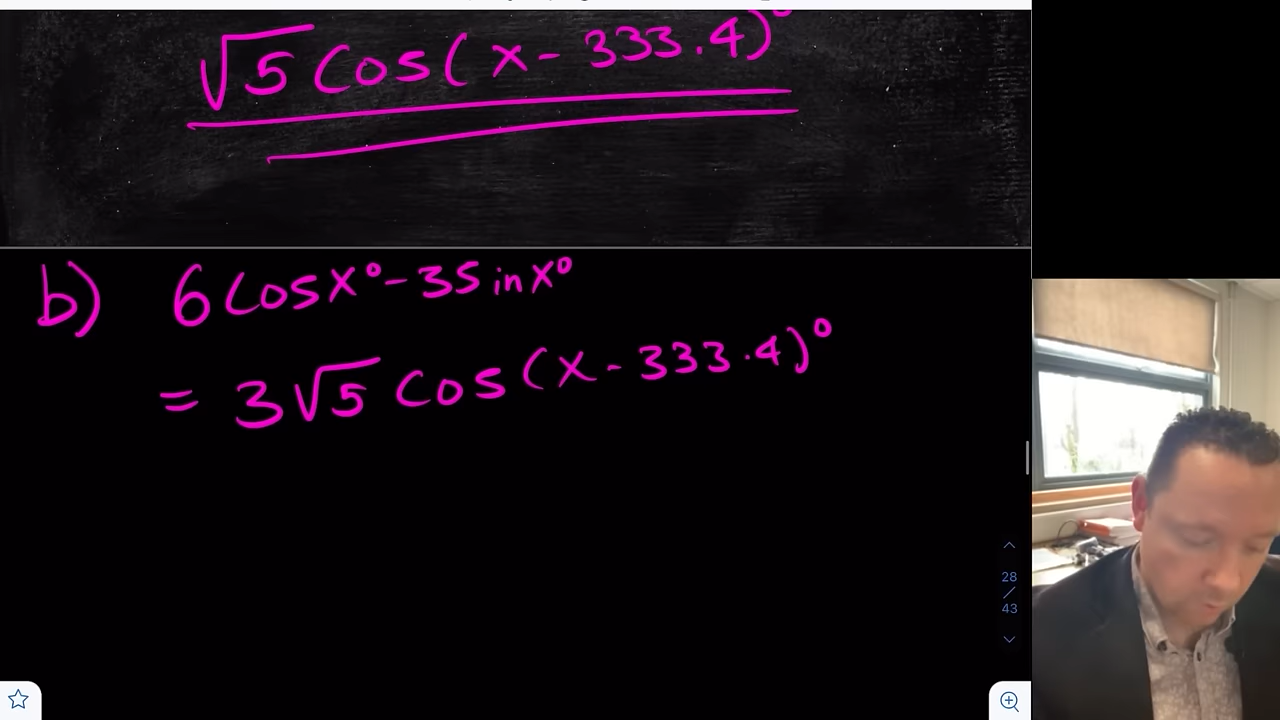 √5 Cos(x - 333.4)°
b) 6Cosx° - 3Sinx°
= 3√5 Cos(x - 333.4)°
28
/
43